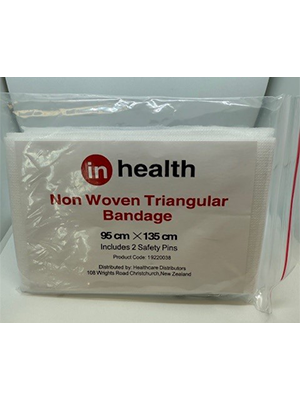 in health
Non Woven Triangular
Bandage
95 cm × 135 cm
Includes 2 Safety Pins
Product Code: 19220038
Distributed by: Healthcare Distributors
108 Wrights Road Christchurch,New Zealand